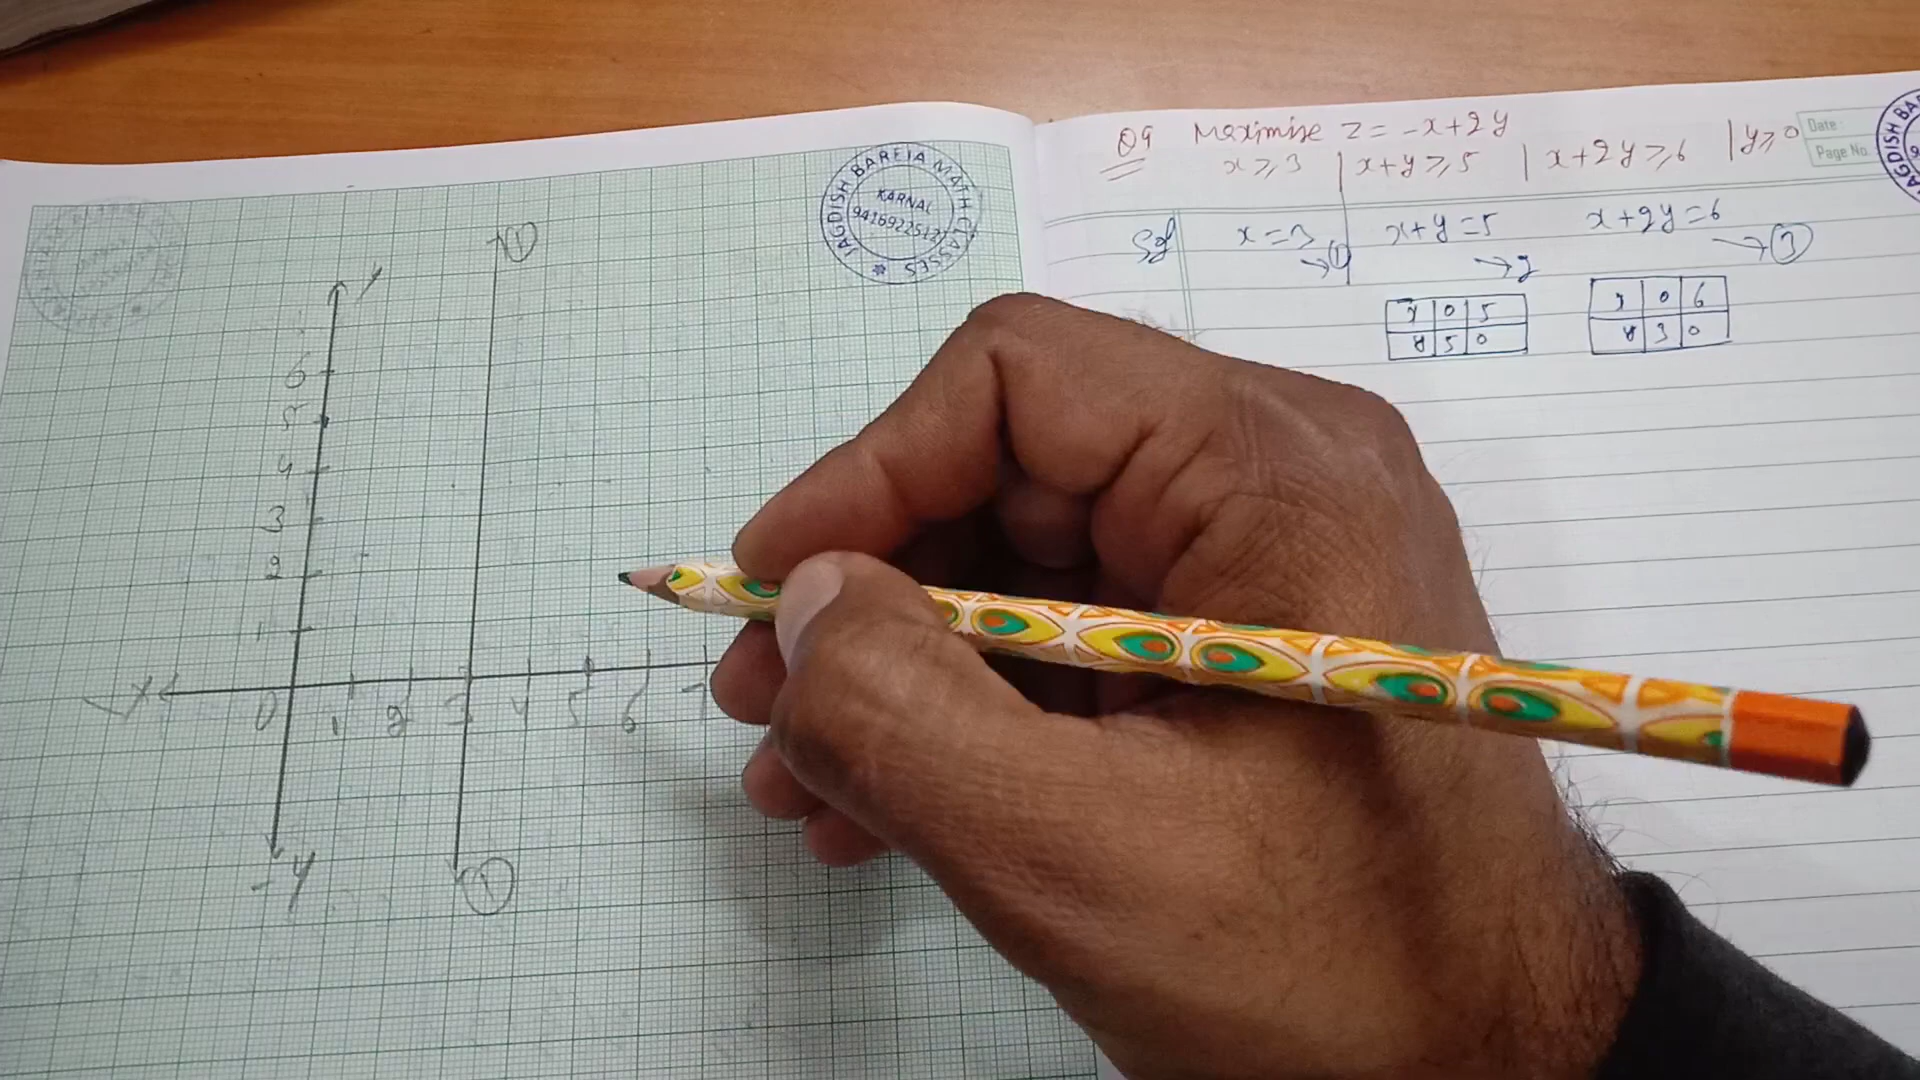 Q9 Maximise Z = -x+2y
x≥3 | x+y≥5 | x+2y≥6 | y≥0
Date:
Page No.
Sol x=3 →① x+y=5 →2 x+2y=6 →③
x 0 5
y 5 0
x 0 6
y 3 0
JAGDISH BAREJA MATH CLASSES
KARNAL
①
y
6
5
4
3
2
1
-x 0 1 2 3 4 5 6 7
-y
①